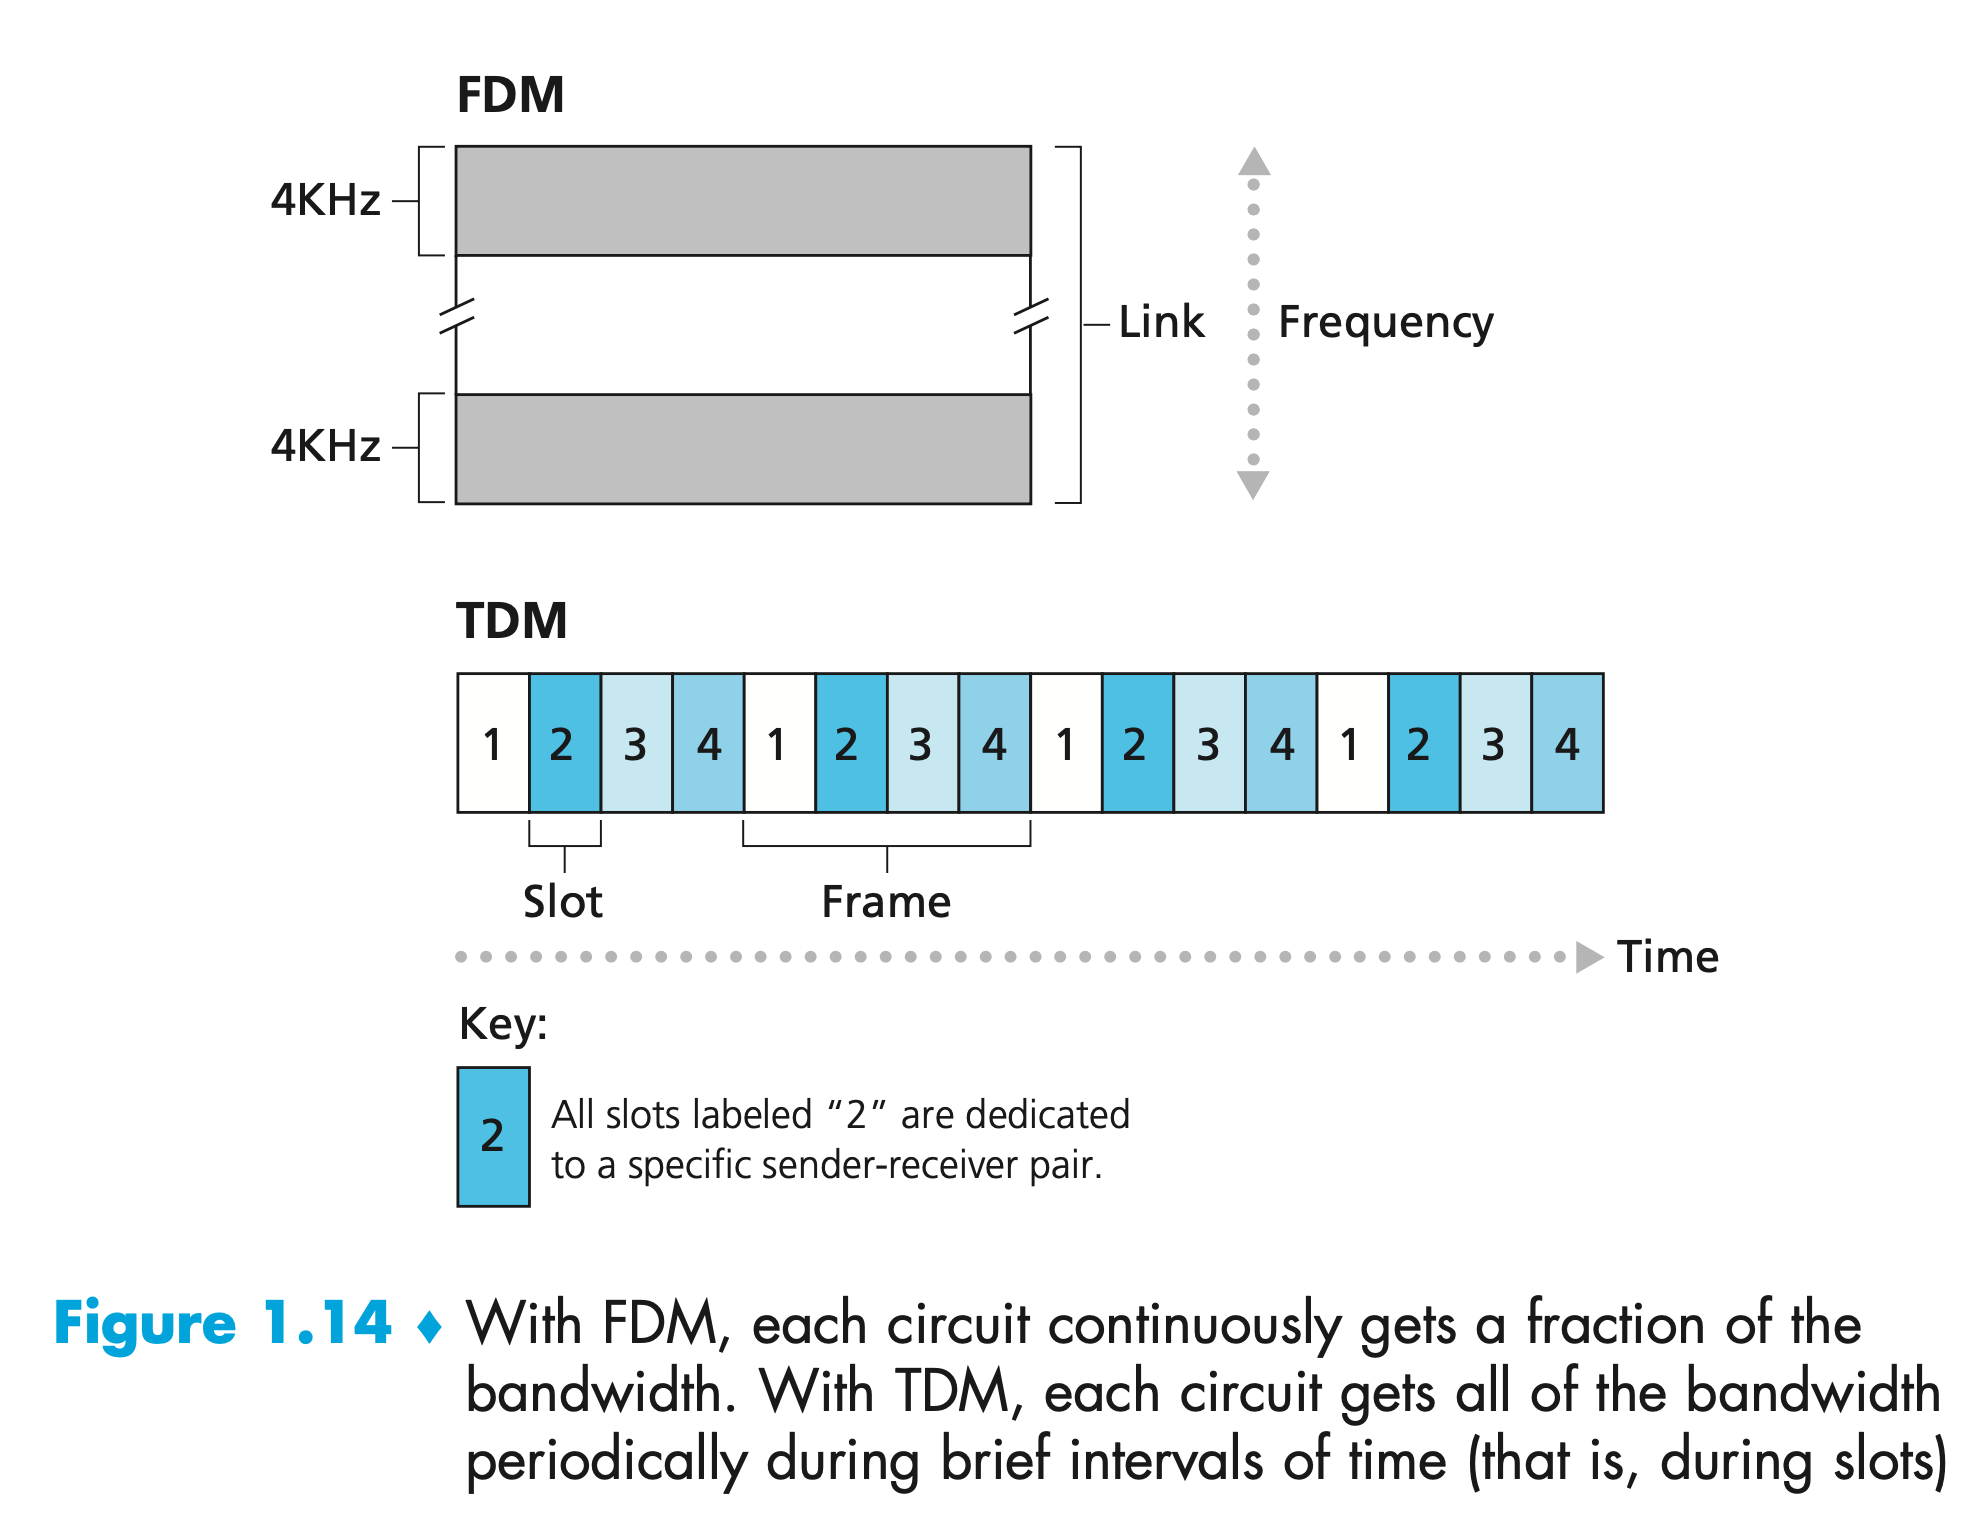 FDM
4KHz
Link
Frequency
4KHz
TDM
1 2 3 4 1 2 3 4 1 2 3 4 1 2 3 4
Slot
Frame
Time
Key:
2
All slots labeled “2” are dedicated
to a specific sender-receiver pair.
Figure 1.14 ♦ With FDM, each circuit continuously gets a fraction of the
bandwidth. With TDM, each circuit gets all of the bandwidth
periodically during brief intervals of time (that is, during slots)